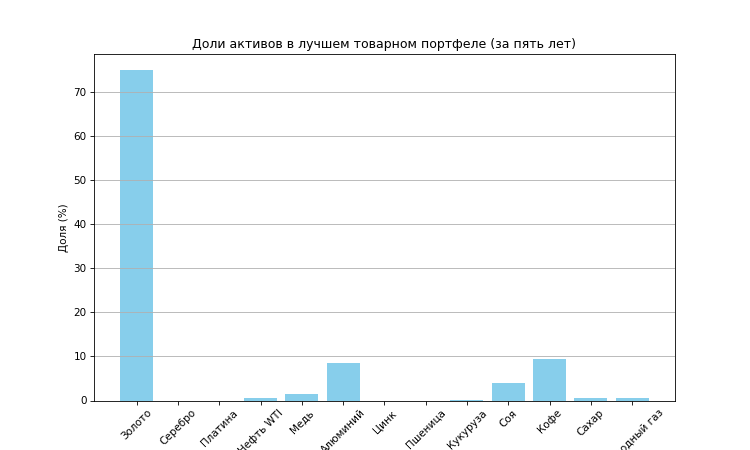 Доли активов в лучшем товарном портфеле (за пять лет)
Доля (%)
70
60
50
40
30
20
10
0
Золото
Серебро
Платина
Нефть WTI
Медь
Алюминий
Цинк
Пшеница
Кукуруза
Соя
Кофе
Сахар
газ